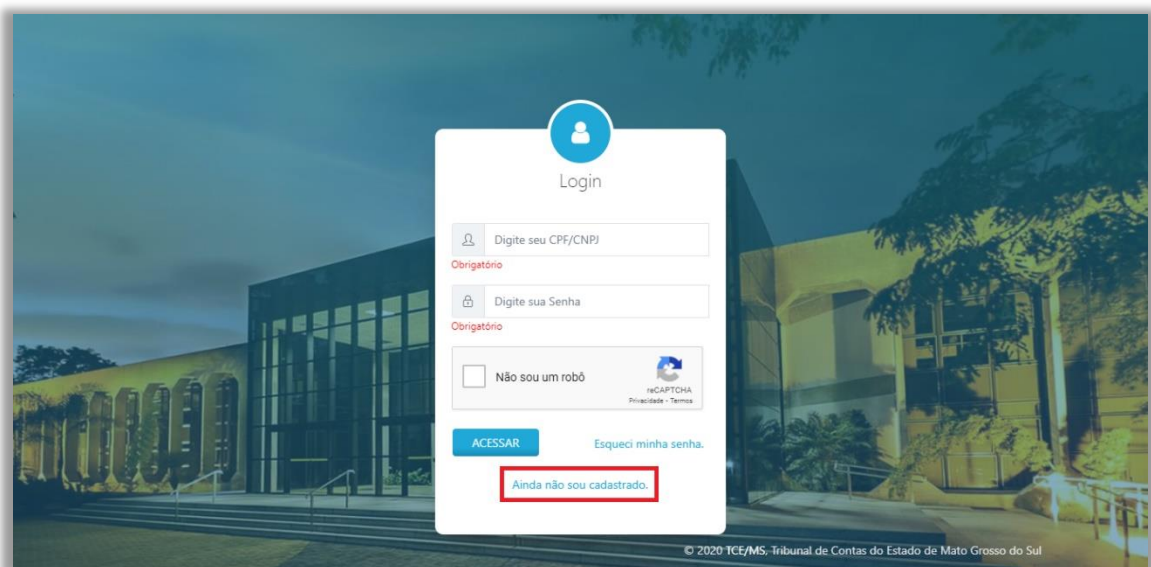 Login
Digite seu CPF/CNPJ
Obrigatório
Digite sua Senha
Obrigatório
Não sou um robô
reCAPTCHA
Privacidade - Termos
ACESSAR
Esqueci minha senha.
Ainda não sou cadastrado.
© 2020 TCE/MS, Tribunal de Contas do Estado de Mato Grosso do Sul